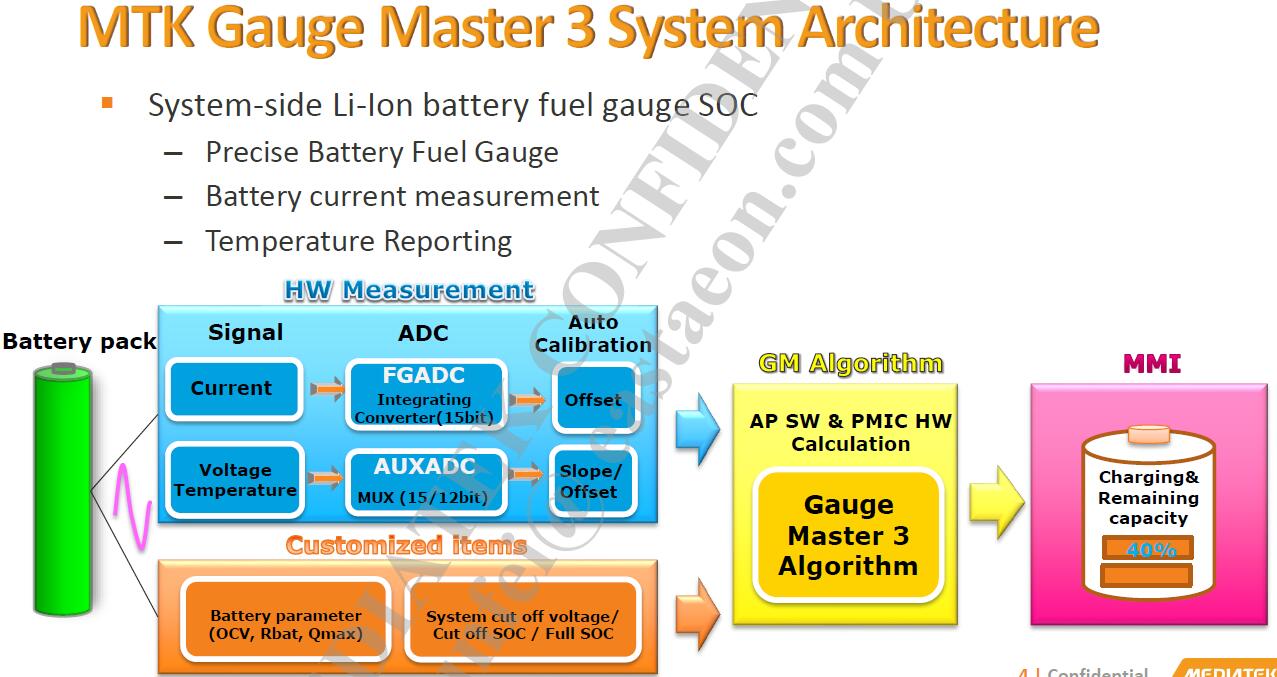 MTK Gauge Master 3 System Architecture
System-side Li-Ion battery fuel gauge SOC
– Precise Battery Fuel Gauge
– Battery current measurement
– Temperature Reporting
HW Measurement
Battery pack
Signal
ADC
Auto
Calibration
Current
FGADC
Integrating
Converter(15bit)
Offset
Voltage
Temperature
AUXADC
MUX (15/12bit)
Slope/
Offset
Customized items
Battery parameter
(OCV, Rbat, Qmax)
System cut off voltage/
Cut off SOC / Full SOC
GM Algorithm
AP SW & PMIC HW
Calculation
Gauge
Master 3
Algorithm
MMI
Charging&
Remaining
capacity
40%
4 | Confidential
MEDIATEK